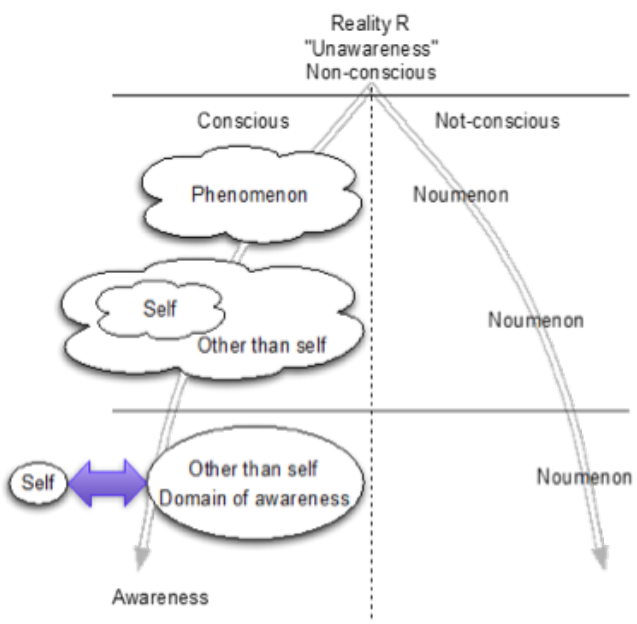 Reality R
"Unawareness"
Non-conscious
Conscious
Not-conscious
Phenomenon
Noumenon
Self
Other than self
Noumenon
Self
Other than self
Domain of awareness
Noumenon
Awareness